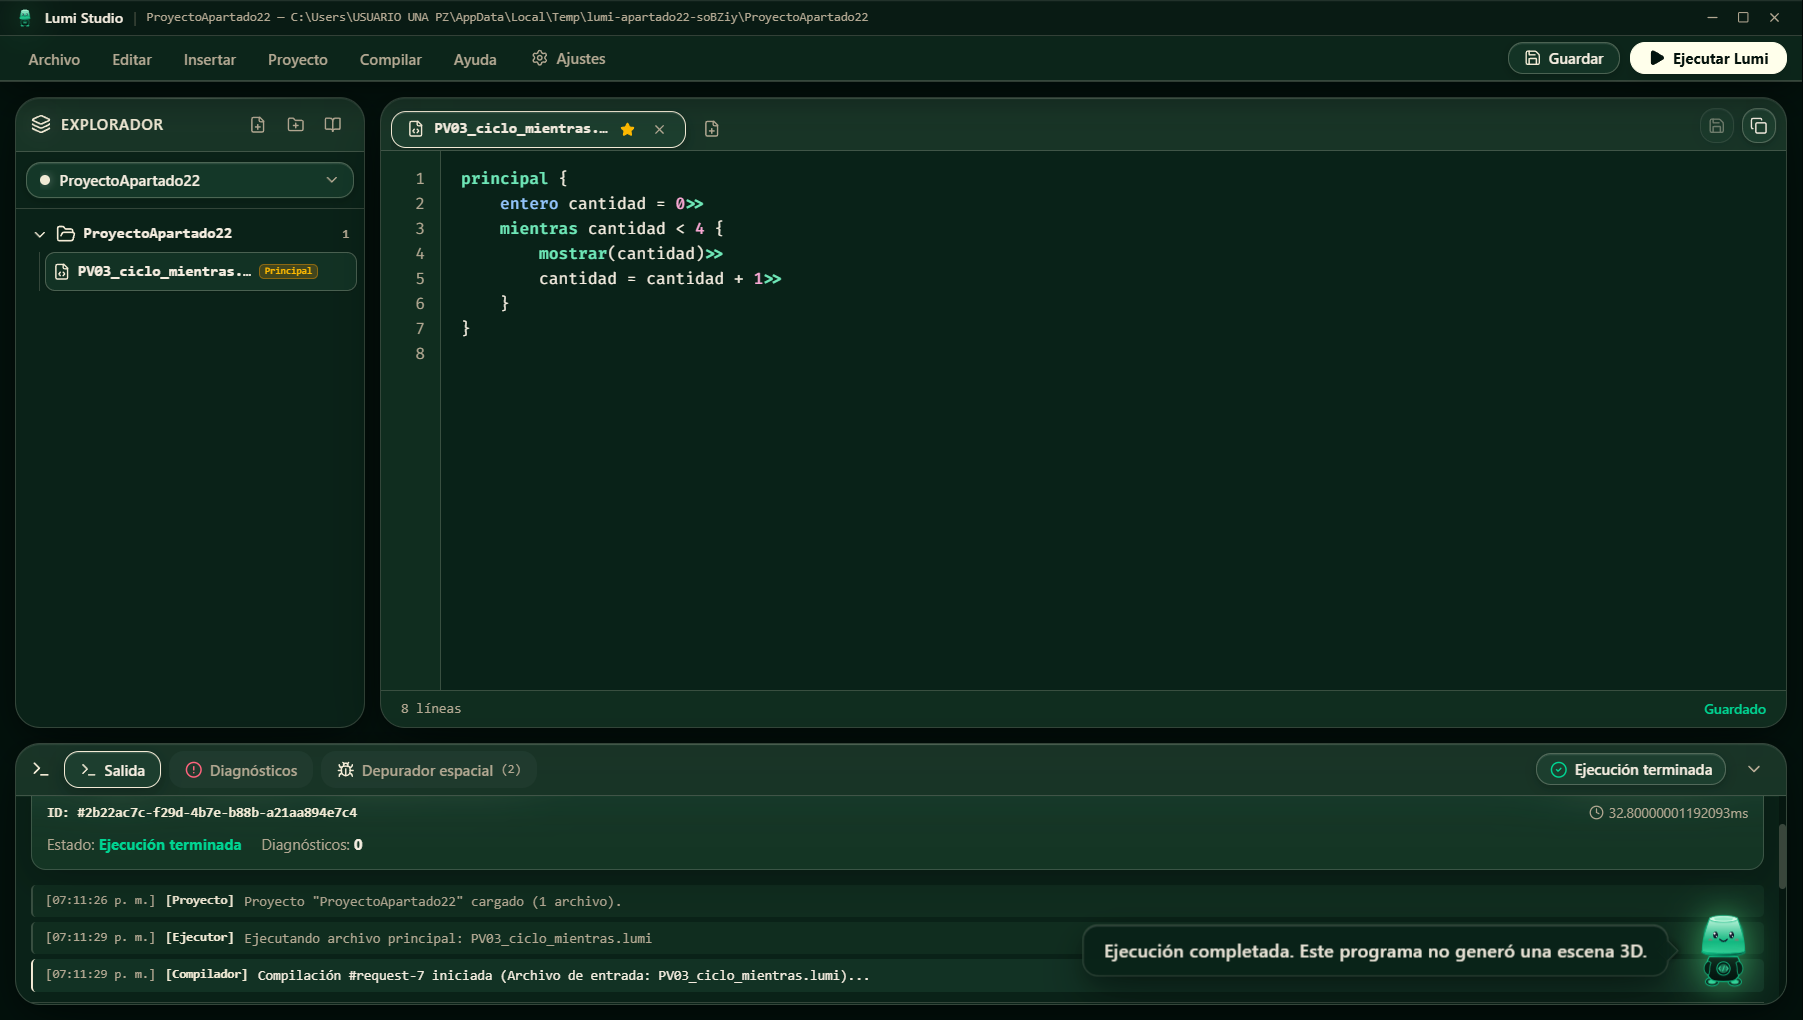 Lumi Studio | ProyectoApartado22 — C:\Users\USUARIO UNA PZ\AppData\Local\Temp\lumi-apartado22-soBZiy\ProyectoApartado22
Archivo Editar Insertar Proyecto Compilar Ayuda Ajustes Guardar Ejecutar Lumi
EXPLORADOR
ProyectoApartado22
ProyectoApartado22 1
PV03_ciclo_mientras.… Principal
PV03_ciclo_mientras.…
1 principal {
2     entero cantidad = 0>>
3     mientras cantidad < 4 {
4         mostrar(cantidad)>>
5         cantidad = cantidad + 1>>
6     }
7 }
8
8 líneas Guardado
Salida Diagnósticos Depurador espacial (2) Ejecución terminada
ID: #2b22ac7c-f29d-4b7e-b88b-a21aa894e7c4 32.80000001192093ms
Estado: Ejecución terminada Diagnósticos: 0
[07:11:26 p. m.] [Proyecto] Proyecto "ProyectoApartado22" cargado (1 archivo).
[07:11:29 p. m.] [Ejecutor] Ejecutando archivo principal: PV03_ciclo_mientras.lumi
Ejecución completada. Este programa no generó una escena 3D.
[07:11:29 p. m.] [Compilador] Compilación #request-7 iniciada (Archivo de entrada: PV03_ciclo_mientras.lumi)...